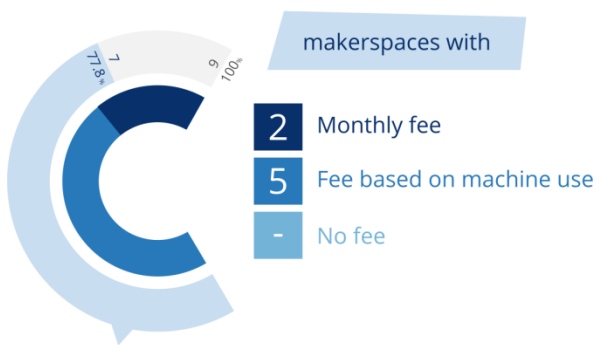 77.8%
7
9
100%
makerspaces with
2 Monthly fee
5 Fee based on machine use
- No fee